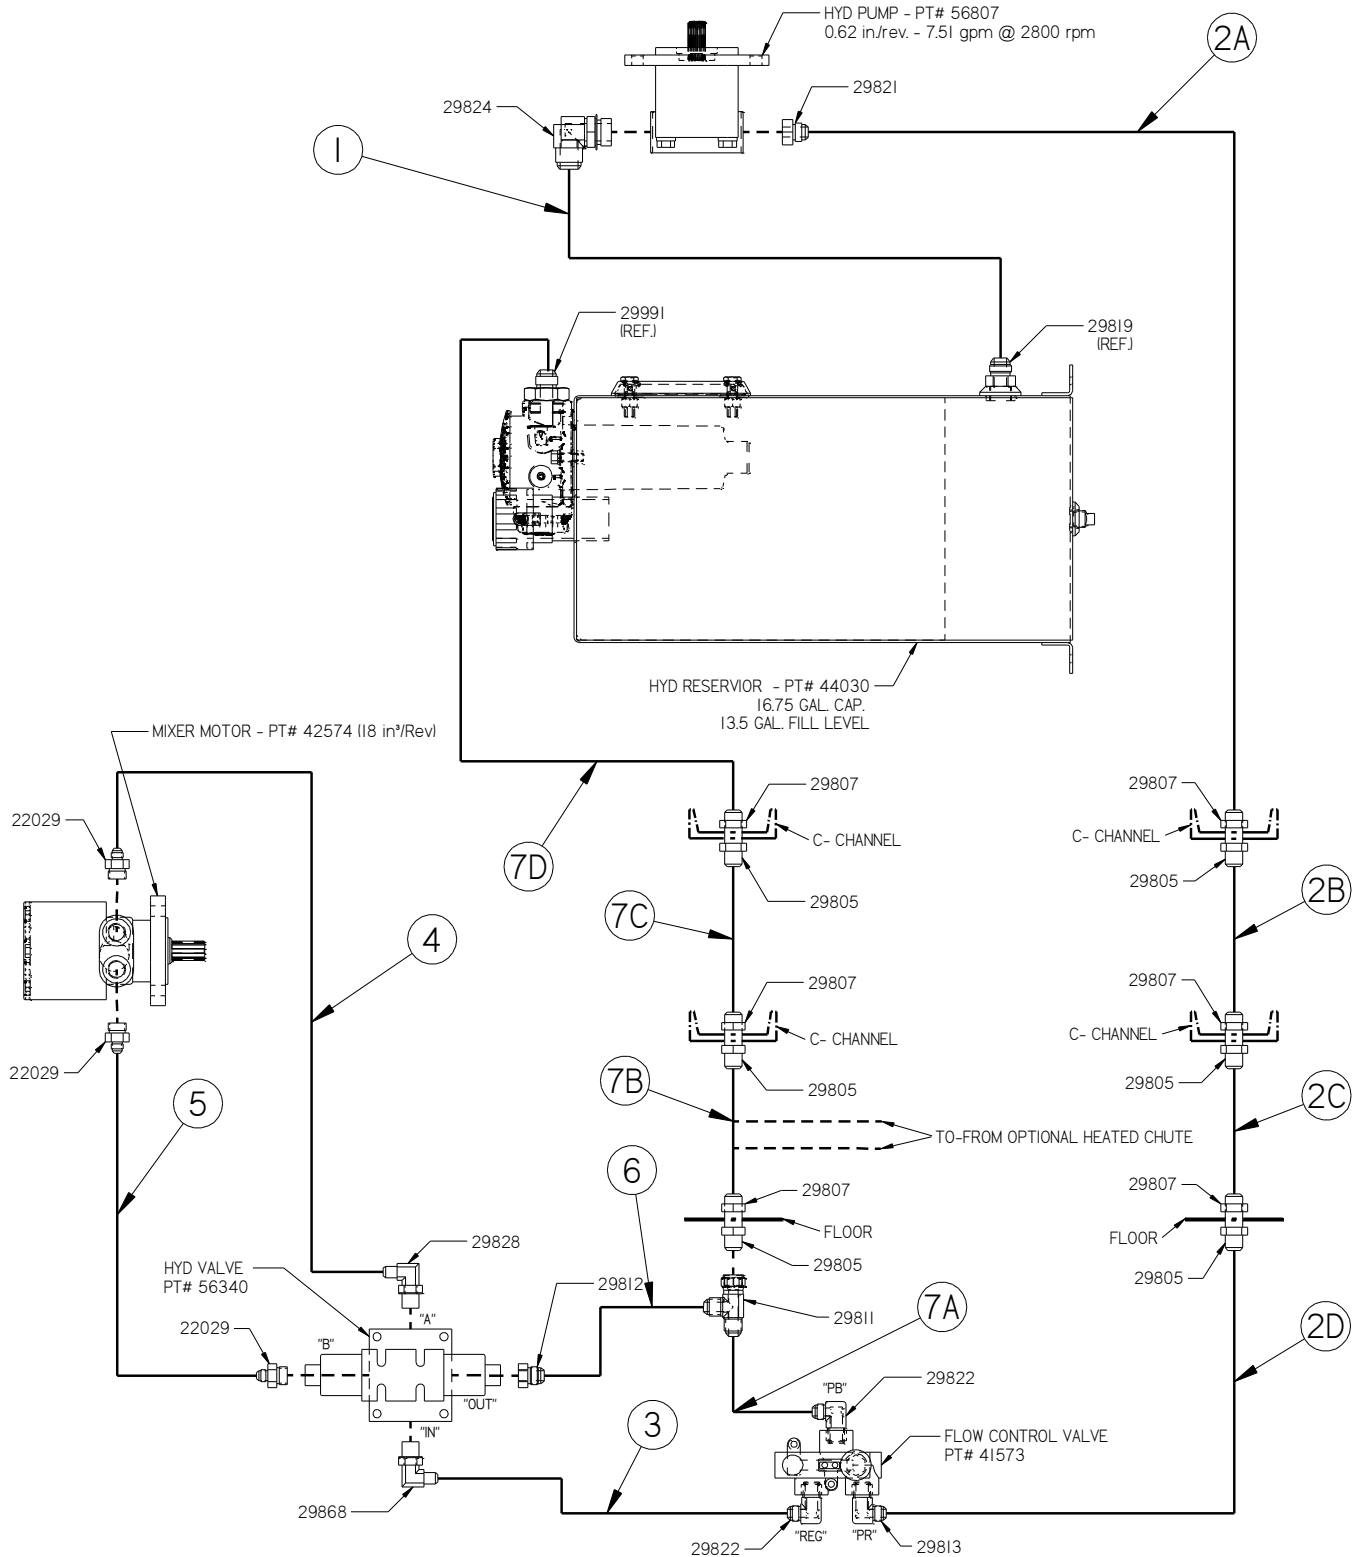 HYD PUMP - PT# 56807
0.62 in./rev. - 7.51 gpm @ 2800 rpm
2A
29821
29824
1
29991
(REF.)
29819
(REF.)
HYD RESERVIOR - PT# 44030
16.75 GAL. CAP.
13.5 GAL. FILL LEVEL
MIXER MOTOR - PT# 42574 (18 in³/Rev)
29807
C- CHANNEL
29805
29807
C- CHANNEL
29805
22029
7D
7C
2B
4
29807
C- CHANNEL
29805
29807
C- CHANNEL
29805
22029
5
7B
2C
TO-FROM OPTIONAL HEATED CHUTE
6
29807
FLOOR
29805
29807
FLOOR
29805
29828
HYD VALVE
PT# 56340
29812
29811
7A
2D
22029
"A"
"B"
"OUT"
"IN"
"PB"
29822
3
FLOW CONTROL VALVE
PT# 41573
29868
"REG"
"PR"
29822
29813